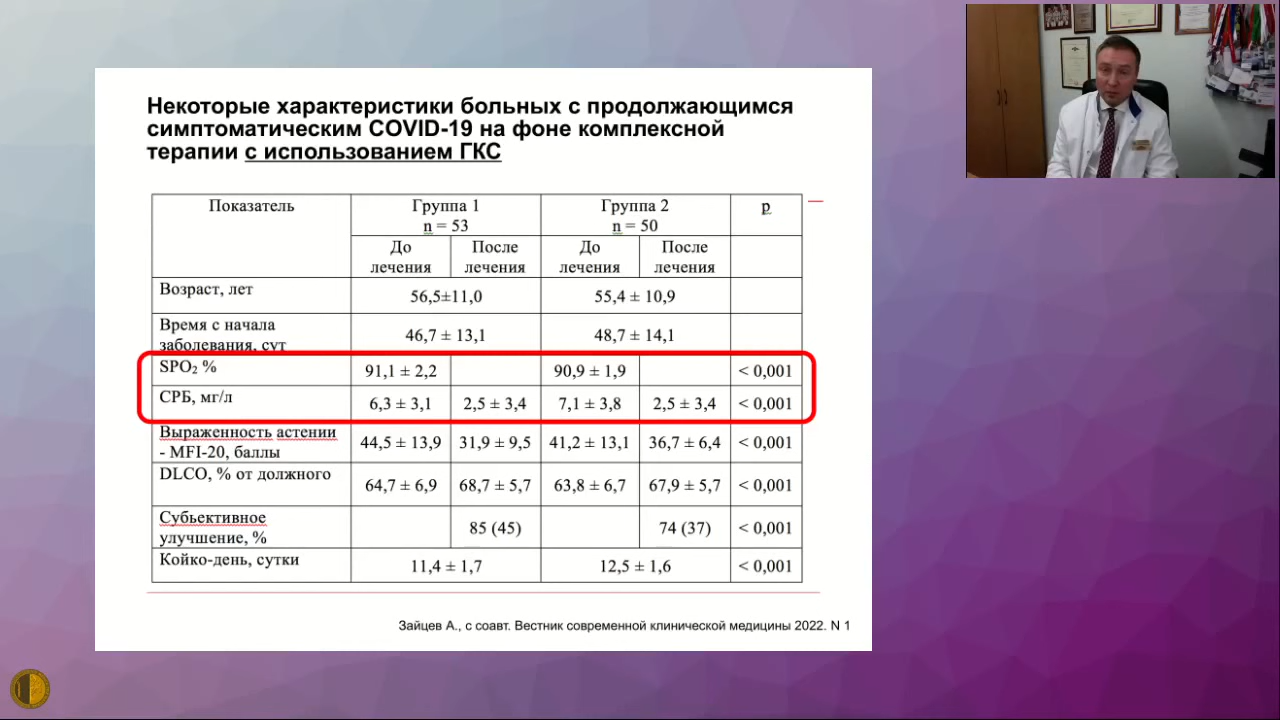 Некоторые характеристики больных с продолжающимся
симптоматическим COVID-19 на фоне комплексной
терапии с использованием ГКС
Показатель Группа 1 Группа 2 p
n = 53 n = 50
До После До После
лечения лечения лечения лечения
Возраст, лет 56,5±11,0 55,4 ± 10,9
Время с начала
заболевания, сут 46,7 ± 13,1 48,7 ± 14,1
SPO₂ % 91,1 ± 2,2 90,9 ± 1,9 < 0,001
СРБ, мг/л 6,3 ± 3,1 2,5 ± 3,4 7,1 ± 3,8 2,5 ± 3,4 < 0,001
Выраженность астении
- MFI-20, баллы 44,5 ± 13,9 31,9 ± 9,5 41,2 ± 13,1 36,7 ± 6,4 < 0,001
DLCO, % от должного 64,7 ± 6,9 68,7 ± 5,7 63,8 ± 6,7 67,9 ± 5,7 < 0,001
Субьективное
улучшение, % 85 (45) 74 (37) < 0,001
Койко-день, сутки 11,4 ± 1,7 12,5 ± 1,6 < 0,001
Зайцев А., с соавт. Вестник современной клинической медицины 2022. N 1